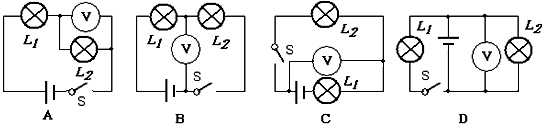 L1 V L2 S A
L1 L2 V S B
L2 S V L1 C
L1 V L2 S D